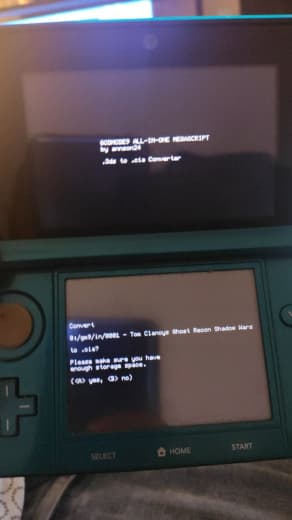 GODMODE9 ALL-IN-ONE MEGASCRIPT
by annson24
.3ds to .cia Converter
Convert
0:/gm9/in/0001 - Tom Clancys Ghost Recon Shadow Wars
to .cia?
Please make sure you have
enough storage space.
(<A> yes, <B> no)
SELECT
HOME
START